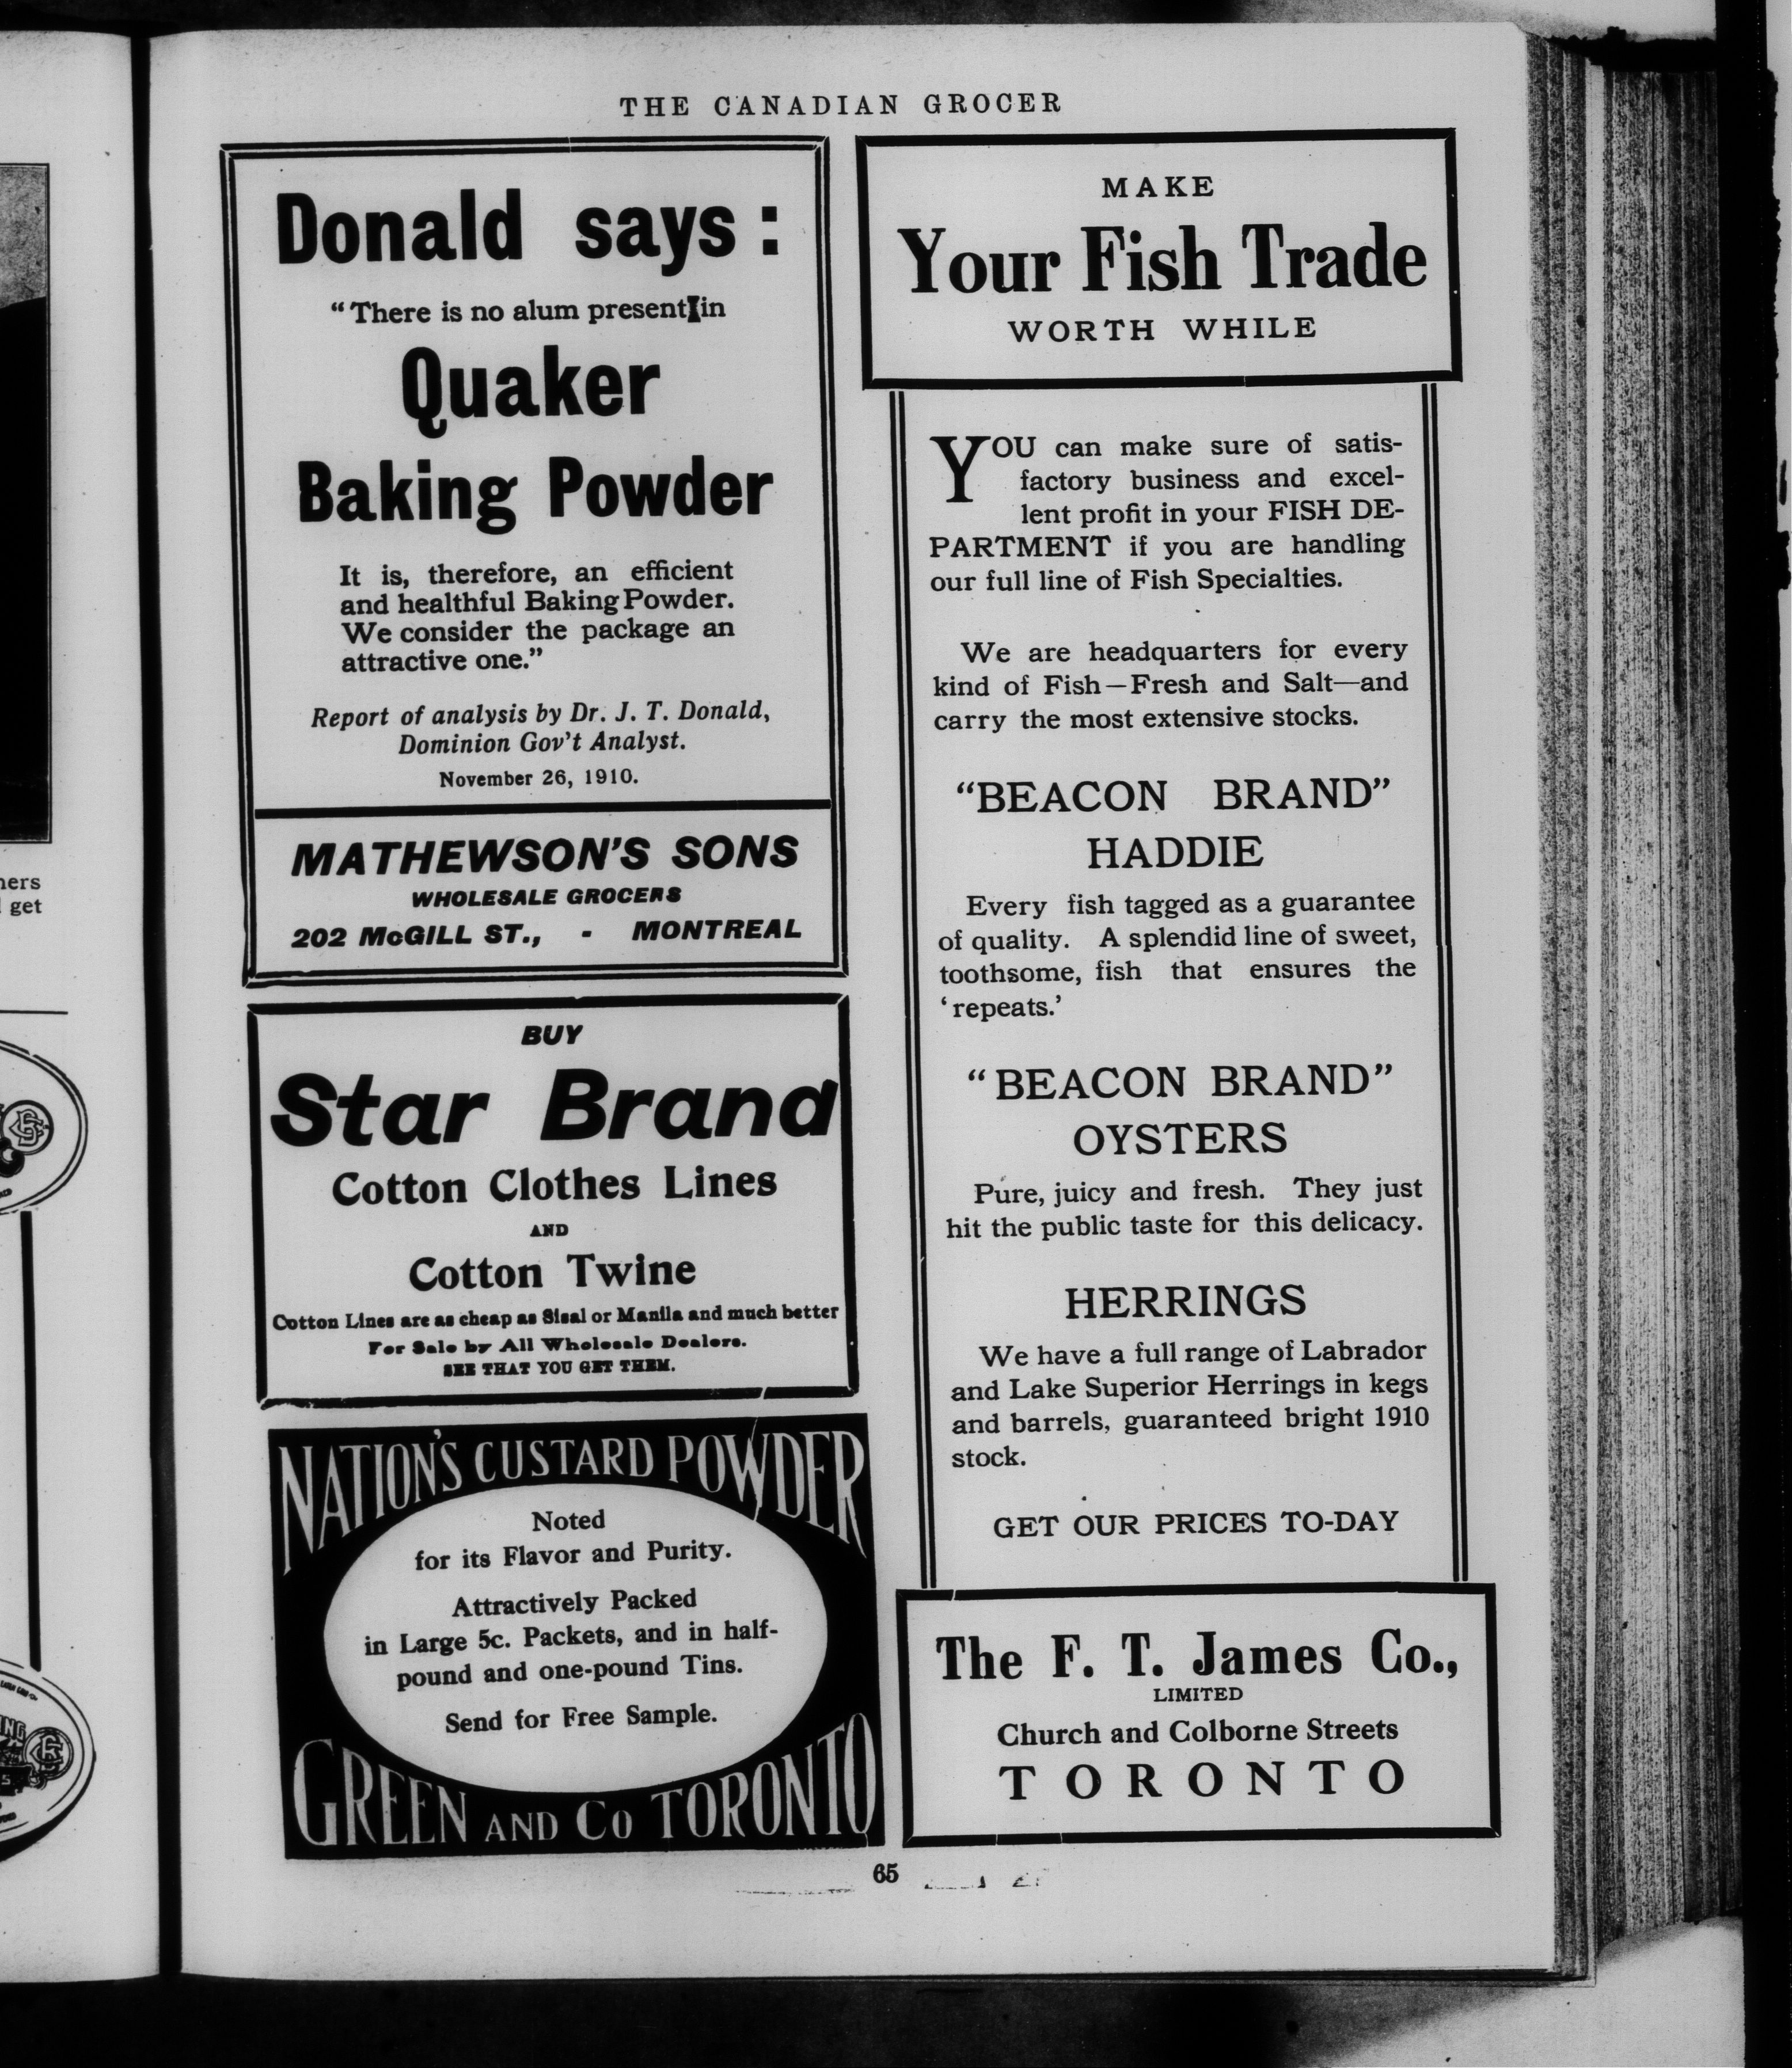 THE CANADIAN GROCER
Donald says :
“There is no alum present in
Quaker
Baking Powder
It is, therefore, an efficient
and healthful Baking Powder.
We consider the package an
attractive one.”
Report of analysis by Dr. J. T. Donald,
Dominion Gov't Analyst.
November 26, 1910.
MATHEWSON'S SONS
WHOLESALE GROCERS
202 McGILL ST., - MONTREAL
BUY
Star Brand
Cotton Clothes Lines
AND
Cotton Twine
Cotton Lines are as cheap as Sisal or Manila and much better
For Sale by All Wholesale Dealers.
SEE THAT YOU GET THEM.
NATION'S CUSTARD POWDER
Noted
for its Flavor and Purity.
Attractively Packed
in Large 5c. Packets, and in half-
pound and one-pound Tins.
Send for Free Sample.
GREEN AND CO TORONTO
MAKE
Your Fish Trade
WORTH WHILE
YOU can make sure of satis-
factory business and excel-
lent profit in your FISH DE-
PARTMENT if you are handling
our full line of Fish Specialties.
We are headquarters for every
kind of Fish—Fresh and Salt—and
carry the most extensive stocks.
“BEACON BRAND”
HADDIE
Every fish tagged as a guarantee
of quality. A splendid line of sweet,
toothsome, fish that ensures the
‘repeats.’
“BEACON BRAND”
OYSTERS
Pure, juicy and fresh. They just
hit the public taste for this delicacy.
HERRINGS
We have a full range of Labrador
and Lake Superior Herrings in kegs
and barrels, guaranteed bright 1910
stock.
GET OUR PRICES TO-DAY
The F. T. James Co.,
LIMITED
Church and Colborne Streets
TORONTO
65
get